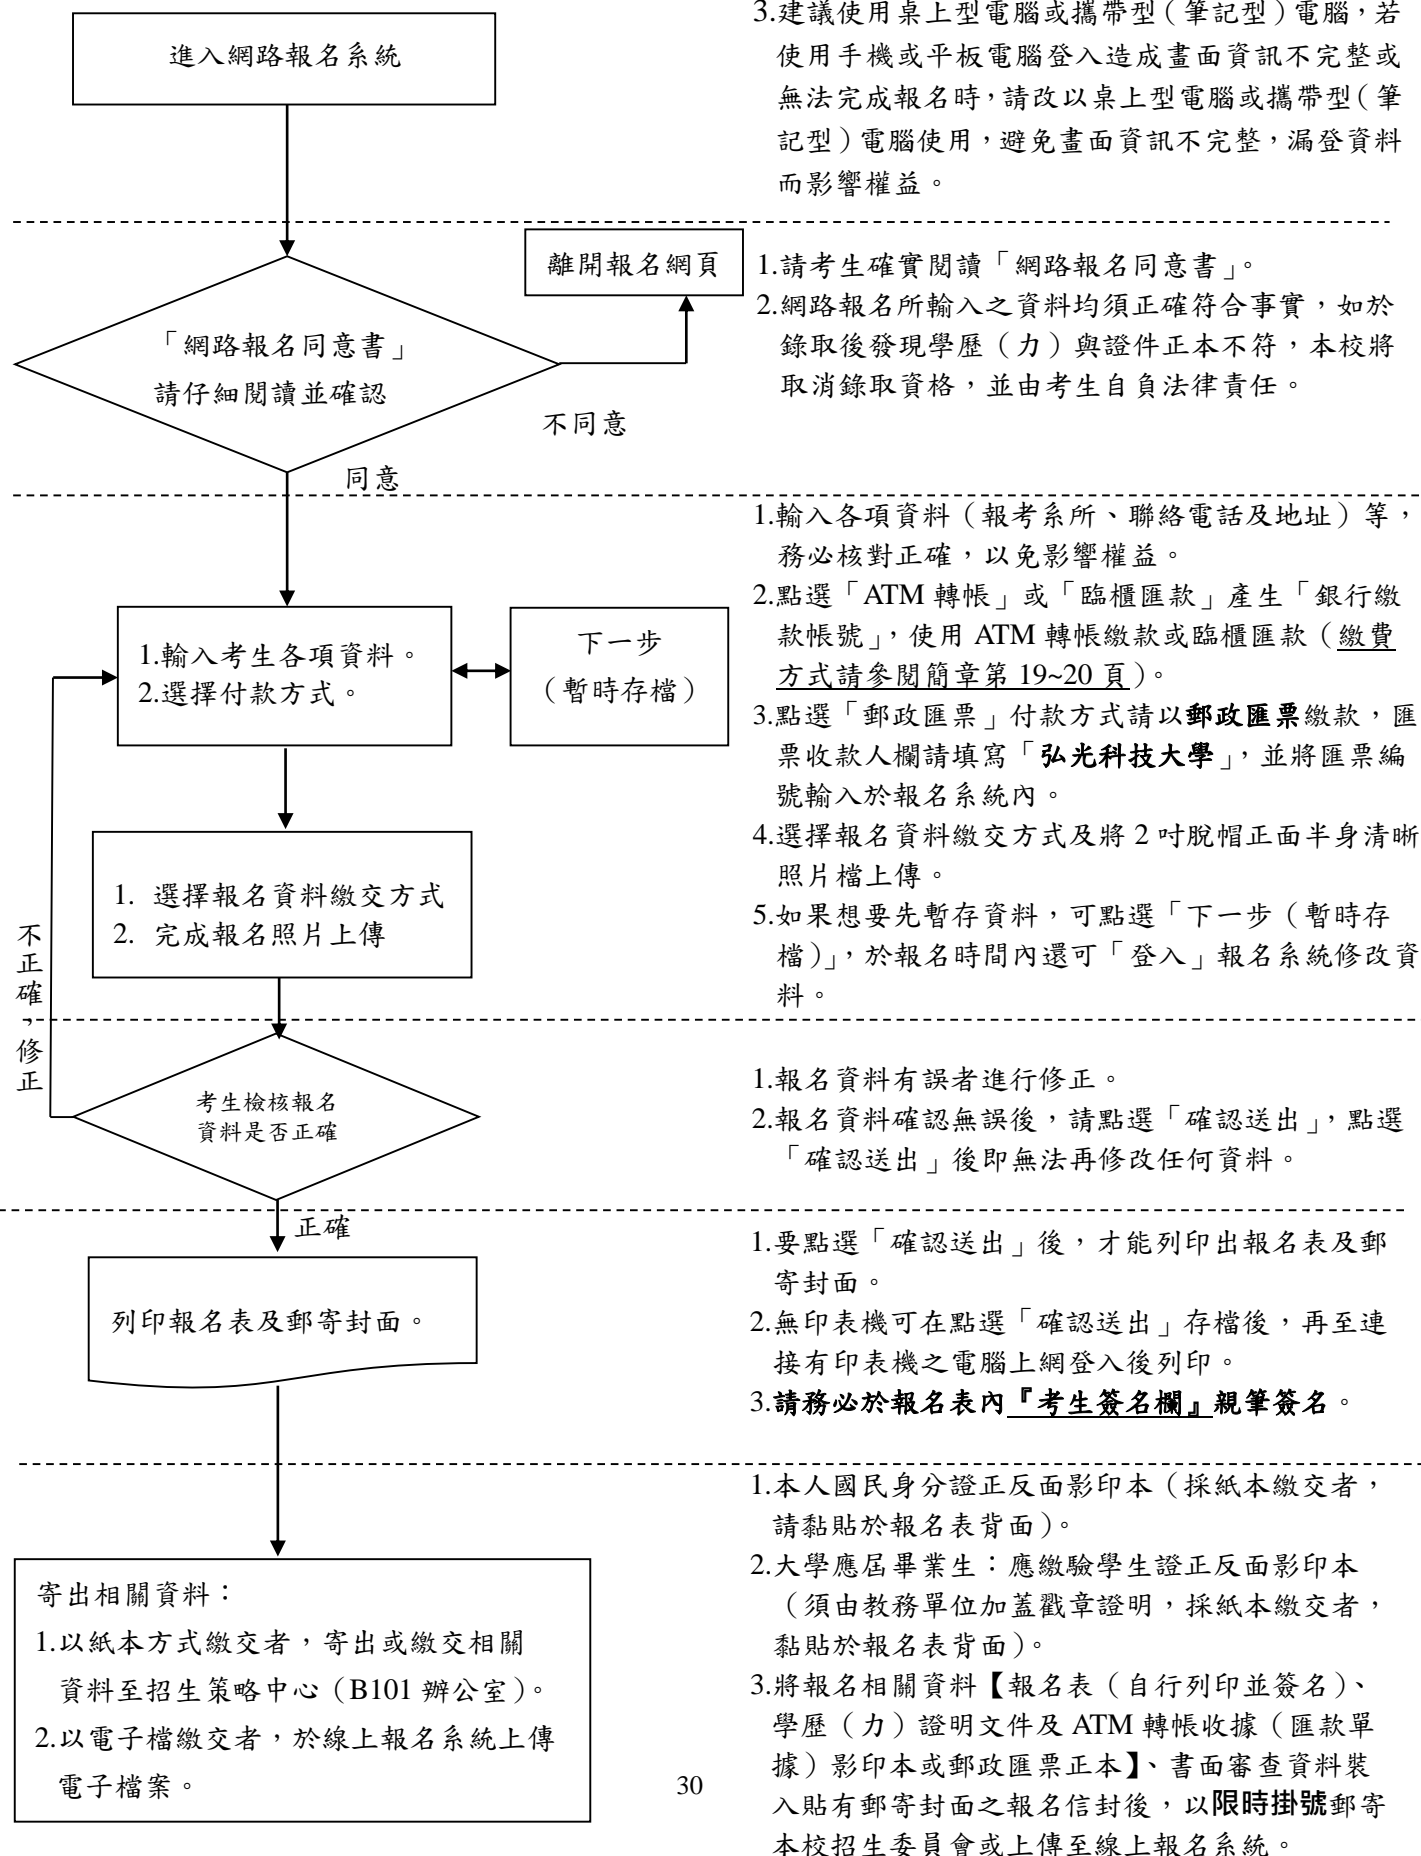 進入網路報名系統
3.建議使用桌上型電腦或攜帶型（筆記型）電腦，若
使用手機或平板電腦登入造成畫面資訊不完整或
無法完成報名時，請改以桌上型電腦或攜帶型（筆
記型）電腦使用，避免畫面資訊不完整，漏登資料
而影響權益。
離開報名網頁
「網路報名同意書」
請仔細閱讀並確認
不同意
同意
1.請考生確實閱讀「網路報名同意書」。
2.網路報名所輸入之資料均須正確符合事實，如於
錄取後發現學歷（力）與證件正本不符，本校將
取消錄取資格，並由考生自負法律責任。
1.輸入考生各項資料。
2.選擇付款方式。
下一步
（暫時存檔）
1. 選擇報名資料繳交方式
2. 完成報名照片上傳
不正確，修正
1.輸入各項資料（報考系所、聯絡電話及地址）等，
務必核對正確，以免影響權益。
2.點選「ATM 轉帳」或「臨櫃匯款」產生「銀行繳
款帳號」，使用 ATM 轉帳繳款或臨櫃匯款（繳費
方式請參閱簡章第 19~20 頁）。
3.點選「郵政匯票」付款方式請以郵政匯票繳款，匯
票收款人欄請填寫「弘光科技大學」，並將匯票編
號輸入於報名系統內。
4.選擇報名資料繳交方式及將 2 吋脫帽正面半身清晰
照片檔上傳。
5.如果想要先暫存資料，可點選「下一步（暫時存
檔）」，於報名時間內還可「登入」報名系統修改資
料。
考生檢核報名
資料是否正確
正確
1.報名資料有誤者進行修正。
2.報名資料確認無誤後，請點選「確認送出」，點選
「確認送出」後即無法再修改任何資料。
列印報名表及郵寄封面。
1.要點選「確認送出」後，才能列印出報名表及郵
寄封面。
2.無印表機可在點選「確認送出」存檔後，再至連
接有印表機之電腦上網登入後列印。
3.請務必於報名表內『考生簽名欄』親筆簽名。
寄出相關資料：
1.以紙本方式繳交者，寄出或繳交相關
資料至招生策略中心（B101 辦公室）。
2.以電子檔繳交者，於線上報名系統上傳
電子檔案。
1.本人國民身分證正反面影印本（採紙本繳交者，
請黏貼於報名表背面）。
2.大學應屆畢業生：應繳驗學生證正反面影印本
（須由教務單位加蓋戳章證明，採紙本繳交者，
黏貼於報名表背面）。
3.將報名相關資料【報名表（自行列印並簽名）、
學歷（力）證明文件及 ATM 轉帳收據（匯款單
據）影印本或郵政匯票正本】、書面審查資料裝
入貼有郵寄封面之報名信封後，以限時掛號郵寄
本校招生委員會或上傳至線上報名系統。
30